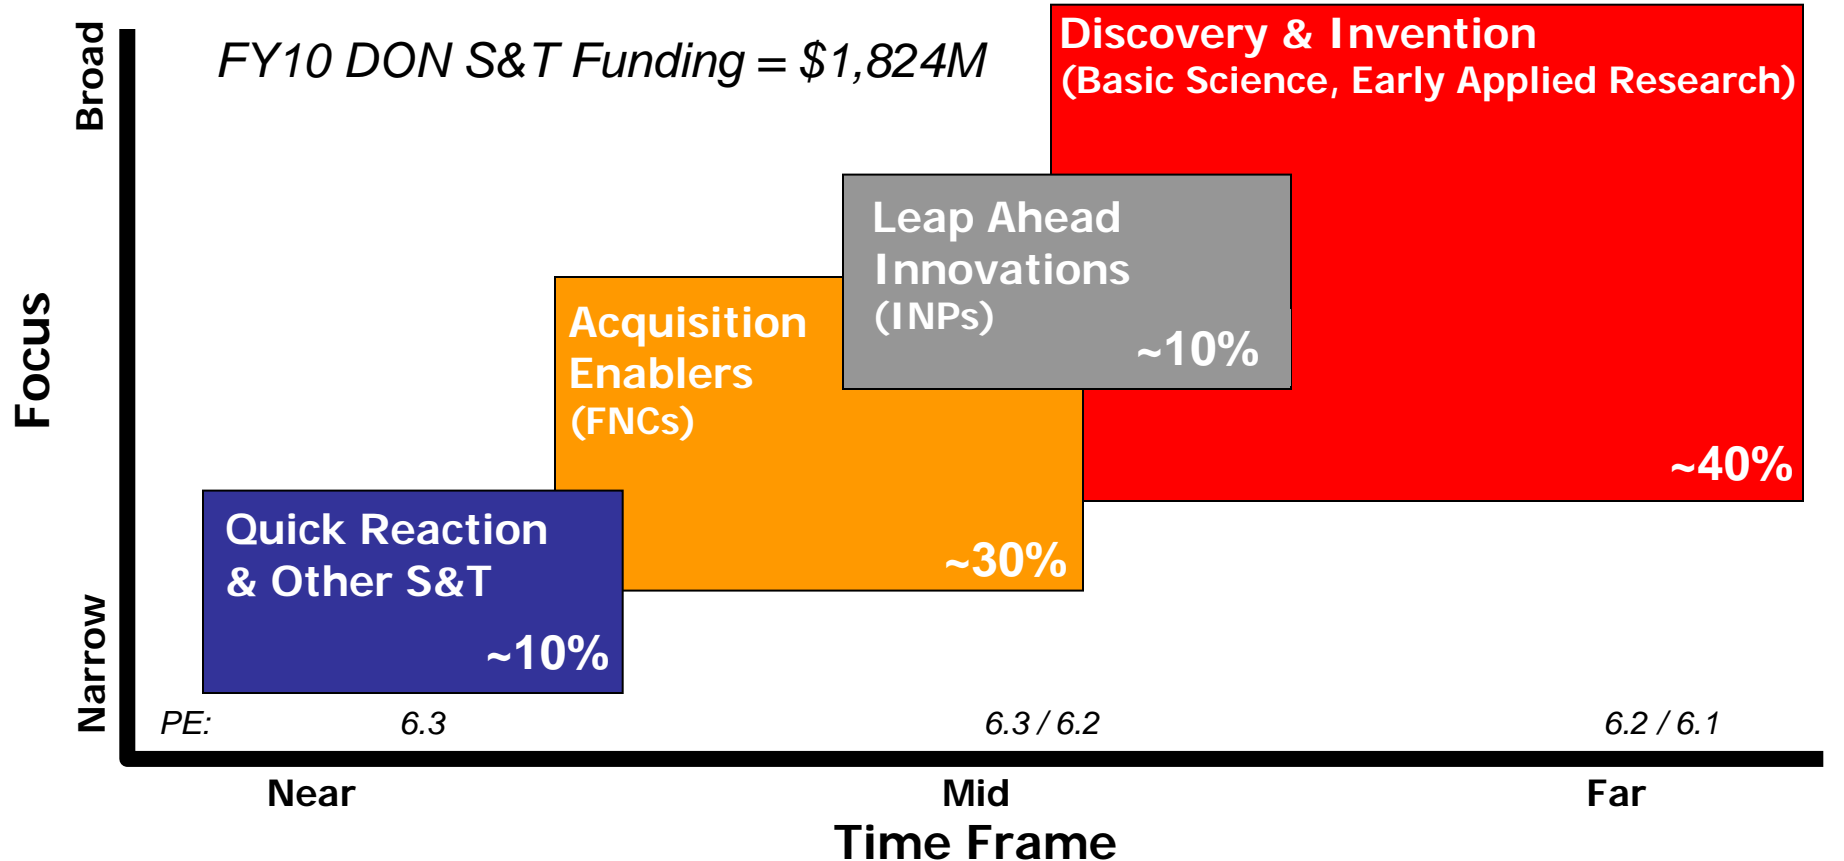 FY10 DON S&T Funding = $1,824M
Discovery & Invention
(Basic Science, Early Applied Research)
~40%
Leap Ahead
Innovations
(INPs)
~10%
Acquisition
Enablers
(FNCs)
~30%
Quick Reaction
& Other S&T
~10%
Broad
Focus
Narrow
PE:
6.3
6.3 / 6.2
6.2 / 6.1
Near
Mid
Far
Time Frame